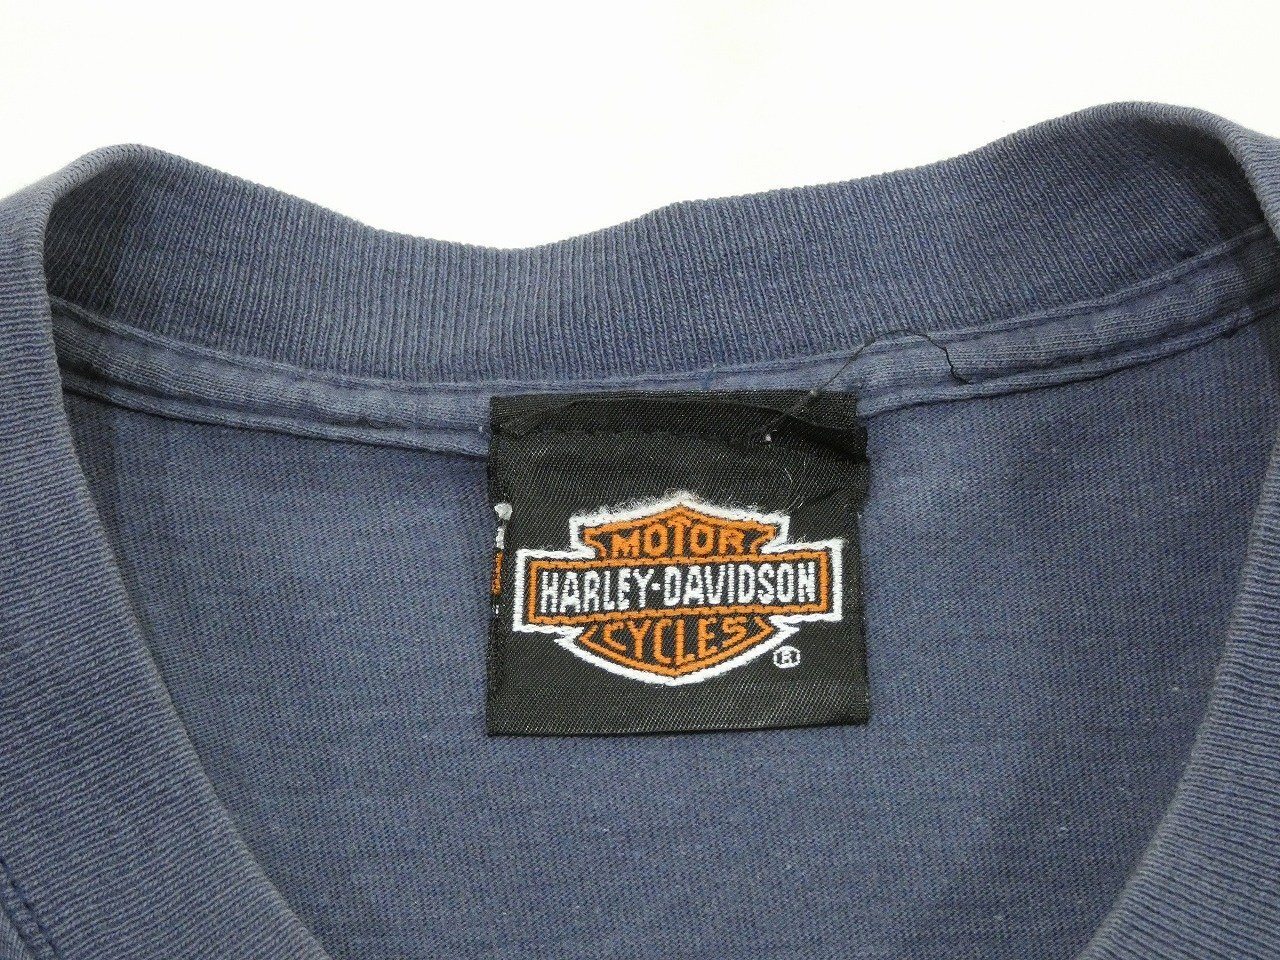 MOTOR
HARLEY-DAVIDSON
CYCLES
®